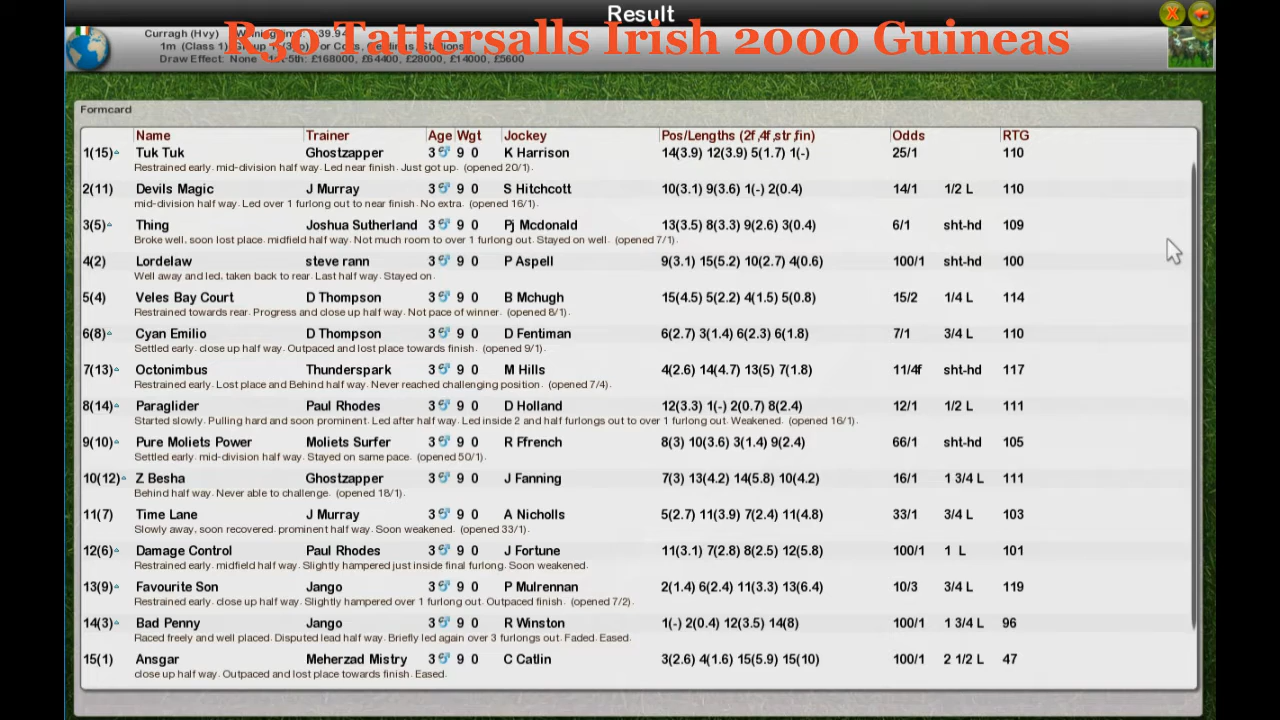 Result
R30 Tattersalls Irish 2000 Guineas
Curragh (Hvy)
1m (Class 1)
Draw Effect: None 1st-5th: £168000, £64400, £28000, £14000, £5600
Formcard
Name Trainer Age Wgt Jockey Pos/Lengths (2f,4f,str,fin) Odds RTG
1(15) Tuk Tuk Ghostzapper 3 9 0 K Harrison 14(3.9) 12(3.9) 5(1.7) 1(-) 25/1 110
Restrained early. mid-division half way. Led near finish. Just got up. (opened 20/1).
2(11) Devils Magic J Murray 3 9 0 S Hitchcott 10(3.1) 9(3.6) 1(-) 2(0.4) 14/1 1/2 L 110
mid-division half way. Led over 1 furlong out to near finish. No extra. (opened 16/1).
3(5) Thing Joshua Sutherland 3 9 0 Pj Mcdonald 13(3.5) 8(3.3) 9(2.6) 3(0.4) 6/1 sht-hd 109
Broke well, soon lost place. midfield half way. Not much room to over 1 furlong out. Stayed on well. (opened 7/1).
4(2) Lordelaw steve rann 3 9 0 P Aspell 9(3.1) 15(5.2) 10(2.7) 4(0.6) 100/1 sht-hd 100
Well away and led, taken back to rear. Last half way. Stayed on.
5(4) Veles Bay Court D Thompson 3 9 0 B Mchugh 15(4.5) 5(2.2) 4(1.5) 5(0.8) 15/2 1/4 L 114
Restrained towards rear. Progress and close up half way. Not pace of winner. (opened 8/1).
6(8) Cyan Emilio D Thompson 3 9 0 D Fentiman 6(2.7) 3(1.4) 6(2.3) 6(1.8) 7/1 3/4 L 110
Settled early. close up half way. Outpaced and lost place towards finish. (opened 9/1).
7(13) Octonimbus Thunderspark 3 9 0 M Hills 4(2.6) 14(4.7) 13(5) 7(1.8) 11/4f sht-hd 117
Restrained early. Lost place and Behind half way. Never reached challenging position. (opened 7/4).
8(14) Paraglider Paul Rhodes 3 9 0 D Holland 12(3.3) 1(-) 2(0.7) 8(2.4) 12/1 1/2 L 111
Started slowly. Pulling hard and soon prominent. Led after half way. Led inside 2 and half furlongs out to over 1 furlong out. Weakened. (opened 16/1).
9(10) Pure Moliets Power Moliets Surfer 3 9 0 R Ffrench 8(3) 10(3.6) 3(1.4) 9(2.4) 66/1 sht-hd 105
Settled early. mid-division half way. Stayed on same pace. (opened 50/1).
10(12) Z Besha Ghostzapper 3 9 0 J Fanning 7(3) 13(4.2) 14(5.8) 10(4.2) 16/1 1 3/4 L 111
Behind half way. Never able to challenge. (opened 18/1).
11(7) Time Lane J Murray 3 9 0 A Nicholls 5(2.7) 11(3.9) 7(2.4) 11(4.8) 33/1 3/4 L 103
Slowly away, soon recovered. prominent half way. Soon weakened. (opened 33/1).
12(6) Damage Control Paul Rhodes 3 9 0 J Fortune 11(3.1) 7(2.8) 8(2.5) 12(5.8) 100/1 1 L 101
Restrained early. midfield half way. Slightly hampered just inside final furlong. Soon weakened.
13(9) Favourite Son Jango 3 9 0 P Mulrennan 2(1.4) 6(2.4) 11(3.3) 13(6.4) 10/3 3/4 L 119
Restrained early. close up half way. Slightly hampered over 1 furlong out. Outpaced finish. (opened 7/2).
14(3) Bad Penny Jango 3 9 0 R Winston 1(-) 2(0.4) 12(3.5) 14(8) 100/1 1 3/4 L 96
Raced freely and well placed. Disputed lead half way. Briefly led again over 3 furlongs out. Faded. Eased.
15(1) Ansgar Meherzad Mistry 3 9 0 C Catlin 3(2.6) 4(1.6) 15(5.9) 15(10) 100/1 2 1/2 L 47
close up half way. Outpaced and lost place towards finish. Eased.